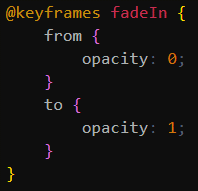 @keyframes fadeIn {
    from {
        opacity: 0;
    }
    to {
        opacity: 1;
    }
}